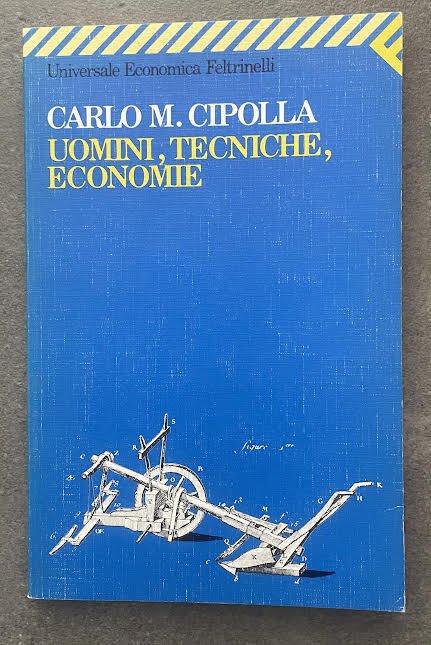 Universale Economica Feltrinelli
CARLO M. CIPOLLA
UOMINI, TECNICHE,
ECONOMIE